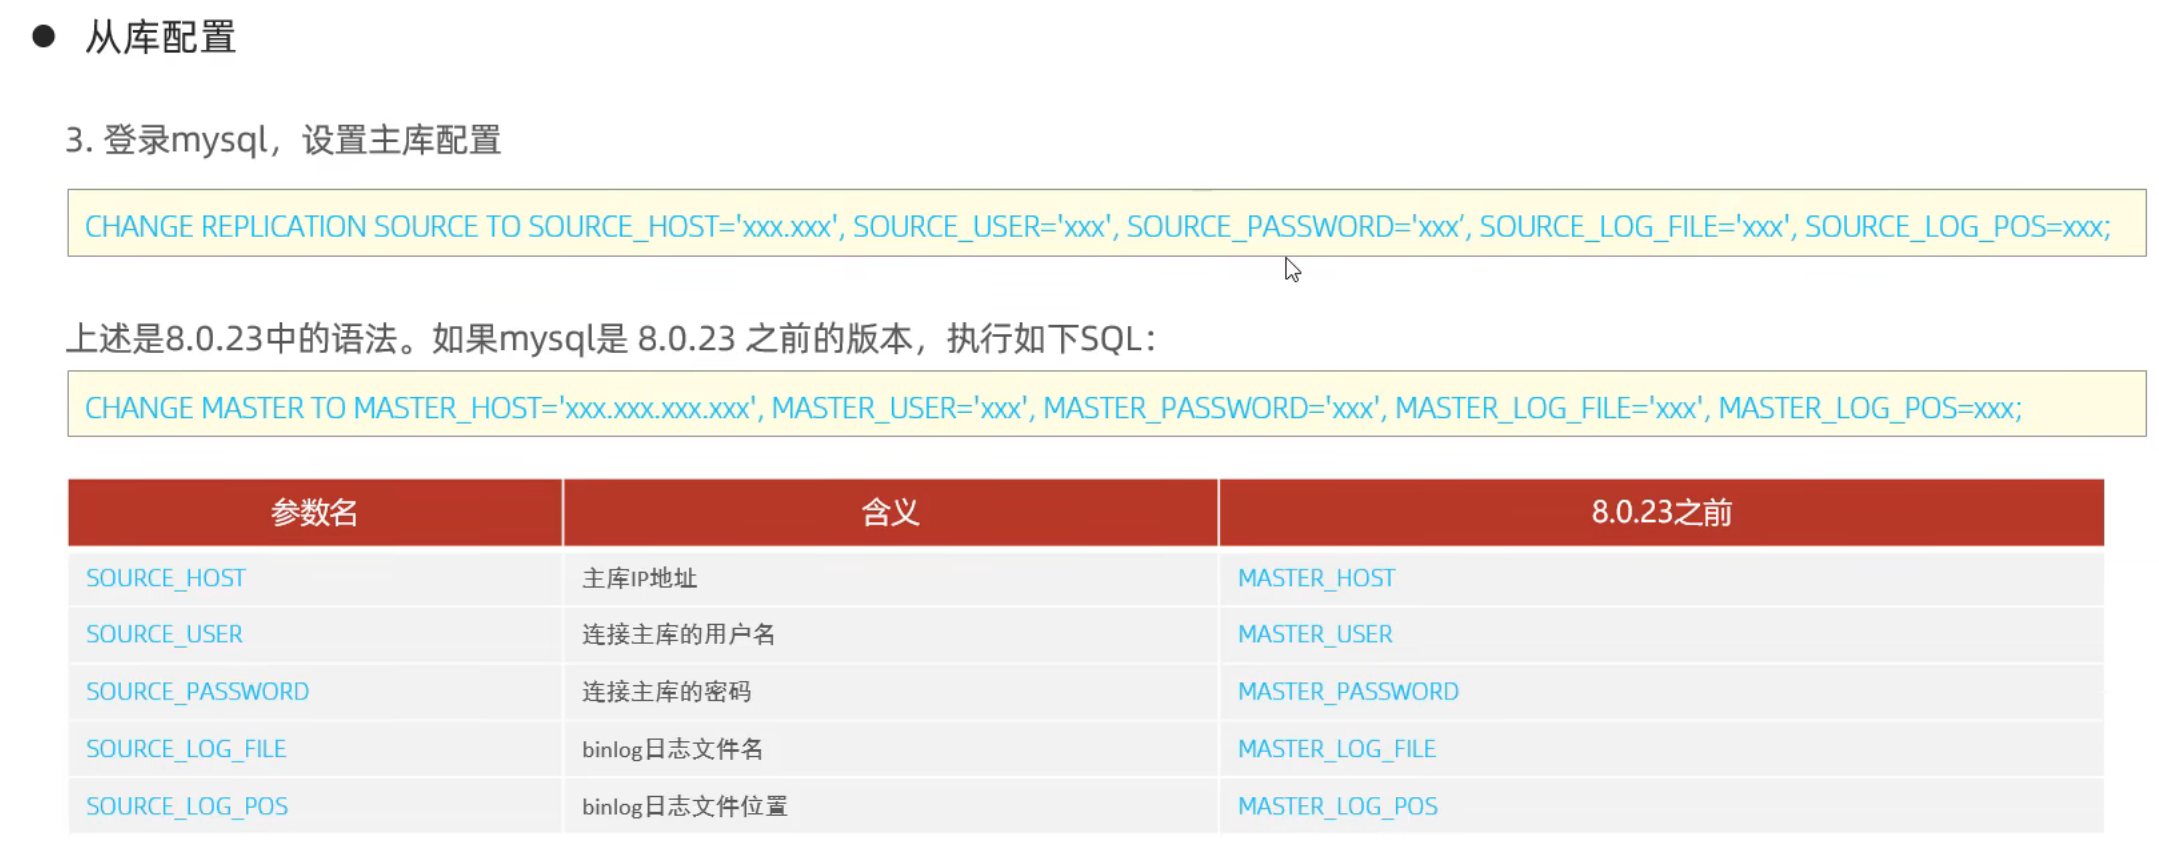 ● 从库配置
3. 登录mysql，设置主库配置
CHANGE REPLICATION SOURCE TO SOURCE_HOST='xxx.xxx', SOURCE_USER='xxx', SOURCE_PASSWORD='xxx’, SOURCE_LOG_FILE='xxx', SOURCE_LOG_POS=xxx;
上述是8.0.23中的语法。如果mysql是 8.0.23 之前的版本，执行如下SQL：
CHANGE MASTER TO MASTER_HOST='xxx.xxx.xxx.xxx', MASTER_USER='xxx', MASTER_PASSWORD='xxx', MASTER_LOG_FILE='xxx', MASTER_LOG_POS=xxx;
参数名 含义 8.0.23之前
SOURCE_HOST 主库IP地址 MASTER_HOST
SOURCE_USER 连接主库的用户名 MASTER_USER
SOURCE_PASSWORD 连接主库的密码 MASTER_PASSWORD
SOURCE_LOG_FILE binlog日志文件名 MASTER_LOG_FILE
SOURCE_LOG_POS binlog日志文件位置 MASTER_LOG_POS